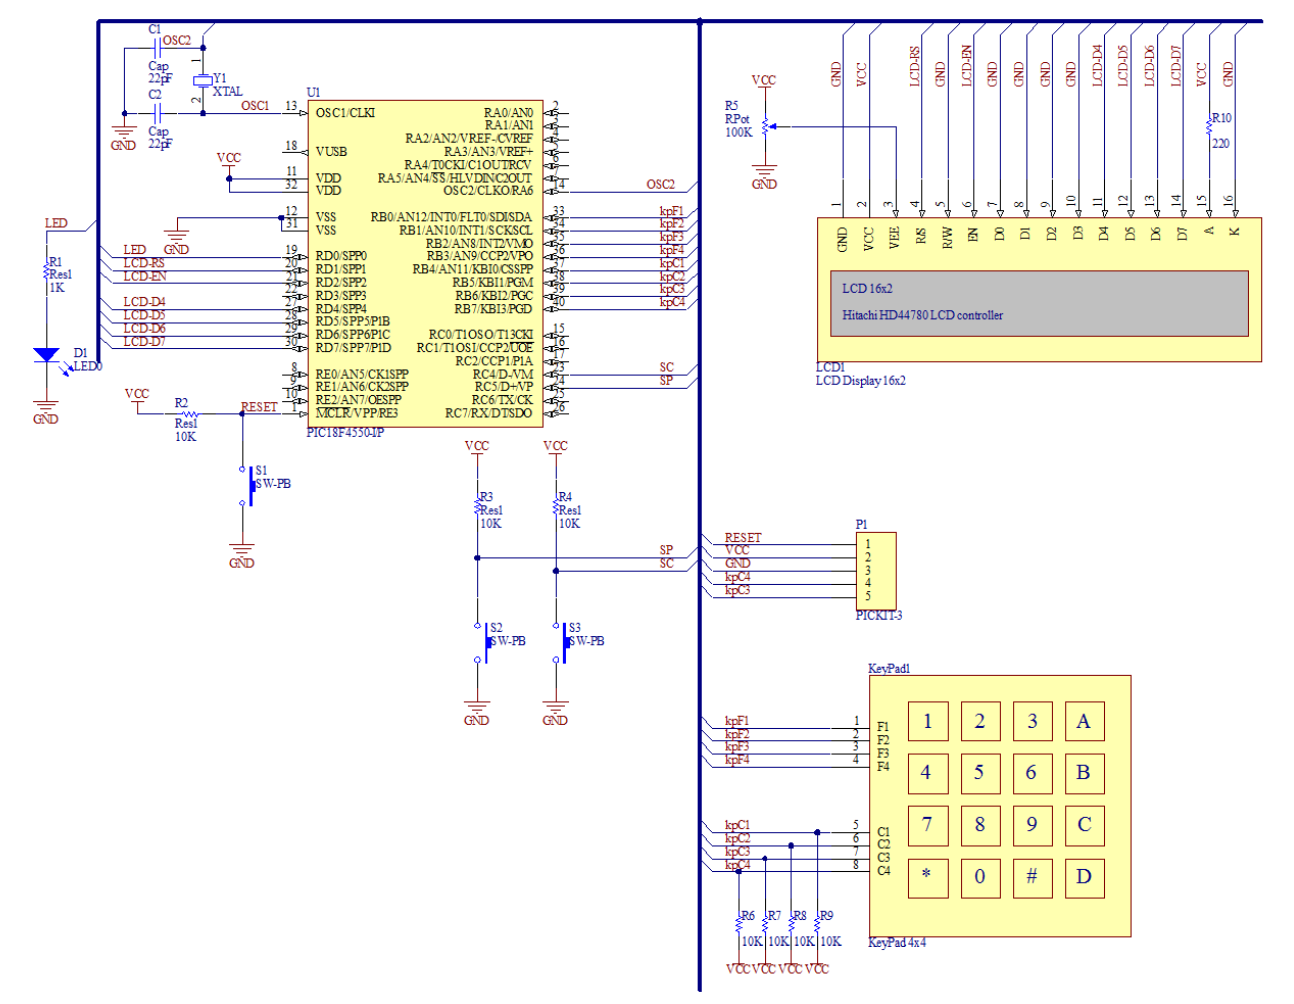 C1
OSC2
Cap
22pF
1
Y1
XTAL
2
C2
Cap
22pF
OSC1
GND
VCC
GND
U1
13 OSC1/CLKI
18 VUSB
11 VDD
32 VDD
12 VSS
31 VSS
19 RD0/SPP0
20 RD1/SPP1
21 RD2/SPP2
22 RD3/SPP3
27 RD4/SPP4
28 RD5/SPP5/P1B
29 RD6/SPP6/P1C
30 RD7/SPP7/P1D
8 RE0/AN5/CK1SPP
9 RE1/AN6/CK2SPP
10 RE2/AN7/OESPP
1 MCLR/VPP/RE3
RA0/AN0 2
RA1/AN1
RA2/AN2/VREF-/CVREF 4
RA3/AN3/VREF+
RA4/T0CKI/C1OUT/RCV 6
RA5/AN4/SS/HLVDIN/C2OUT
OSC2/CLKO/RA6 14 OSC2
RB0/AN12/INT0/FLT0/SDI/SDA 33 kpF1
RB1/AN10/INT1/SCK/SCL 34 kpF2
RB2/AN8/INT2/VMO 35 kpF3
RB3/AN9/CCP2/VPO 36 kpF4
RB4/AN11/KBI0/CSSPP 37 kpC1
RB5/KBI1/PGM 38 kpC2
RB6/KBI2/PGC 39 kpC3
RB7/KBI3/PGD 40 kpC4
RC0/T1OSO/T13CKI 15
RC1/T1OSI/CCP2/UOE 16
RC2/CCP1/P1A 17
RC4/D-/VM 23 SC
RC5/D+/VP 24 SP
RC6/TX/CK 25
RC7/RX/DT/SDO 26
PIC18F4550-I/P
LED
LED
LCD-RS
LCD-EN
LCD-D4
LCD-D5
LCD-D6
LCD-D7
R1
Res1
1K
D1
LED0
GND
VCC
R2
Res1
10K
RESET
S1
SW-PB
GND
VCC
R3
Res1
10K
VCC
R4
Res1
10K
SP
SC
S2
SW-PB
S3
SW-PB
GND
GND
VCC
R5
RPot
100K
GND
GND
VCC
LCD-RS
GND
LCD-EN
GND
GND
GND
GND
LCD-D4
LCD-D5
LCD-D6
LCD-D7
VCC
GND
R10
220
1 2 3 4 5 6 7 8 9 10 11 12 13 14 15 16
GND VCC VEE R/S R/W EN D0 D1 D2 D3 D4 D5 D6 D7 A K
LCD 16x2
Hitachi HD44780 LCD controller
LCD1
LCD Display 16x2
P1
RESET 1
VCC 2
GND 3
kpC4 4
kpC3 5
PICKIT-3
KeyPad1
kpF1 1 F1
kpF2 2 F2
kpF3 3 F3
kpF4 4 F4
kpC1 5 C1
kpC2 6 C2
kpC3 7 C3
kpC4 8 C4
1 2 3 A
4 5 6 B
7 8 9 C
* 0 # D
R6 R7 R8 R9
10K 10K 10K 10K
VCC VCC VCC VCC
KeyPad 4x4